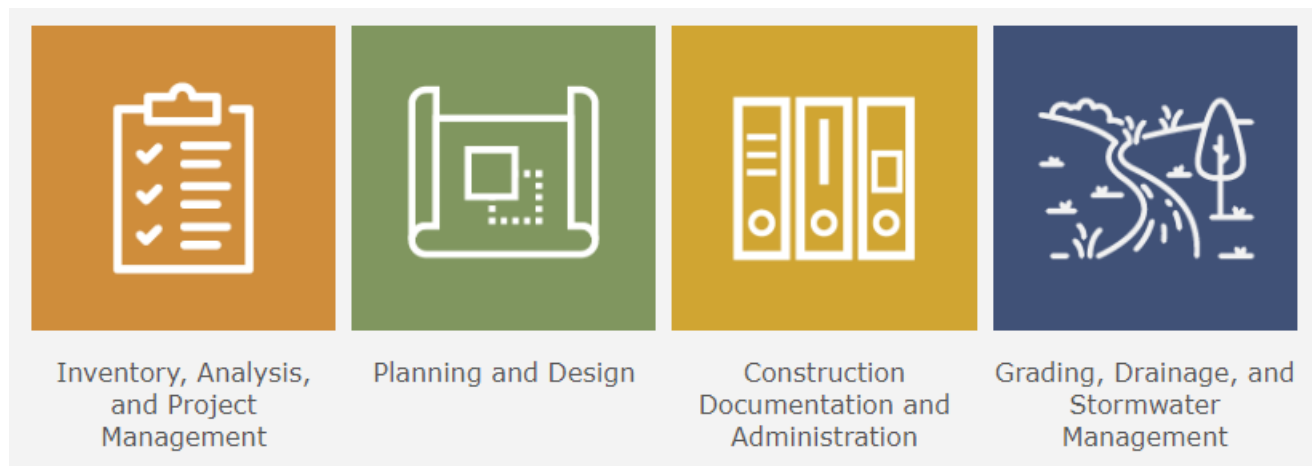 Inventory, Analysis,
and Project
Management
Planning and Design
Construction
Documentation and
Administration
Grading, Drainage, and
Stormwater
Management